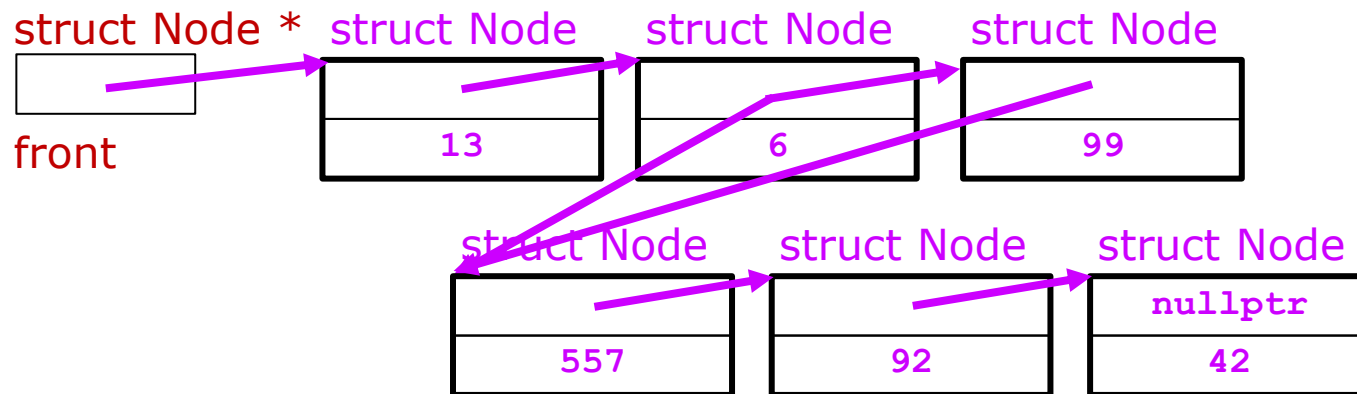 struct Node * struct Node struct Node struct Node
front
13 6 99
struct Node struct Node struct Node
nullptr
557 92 42